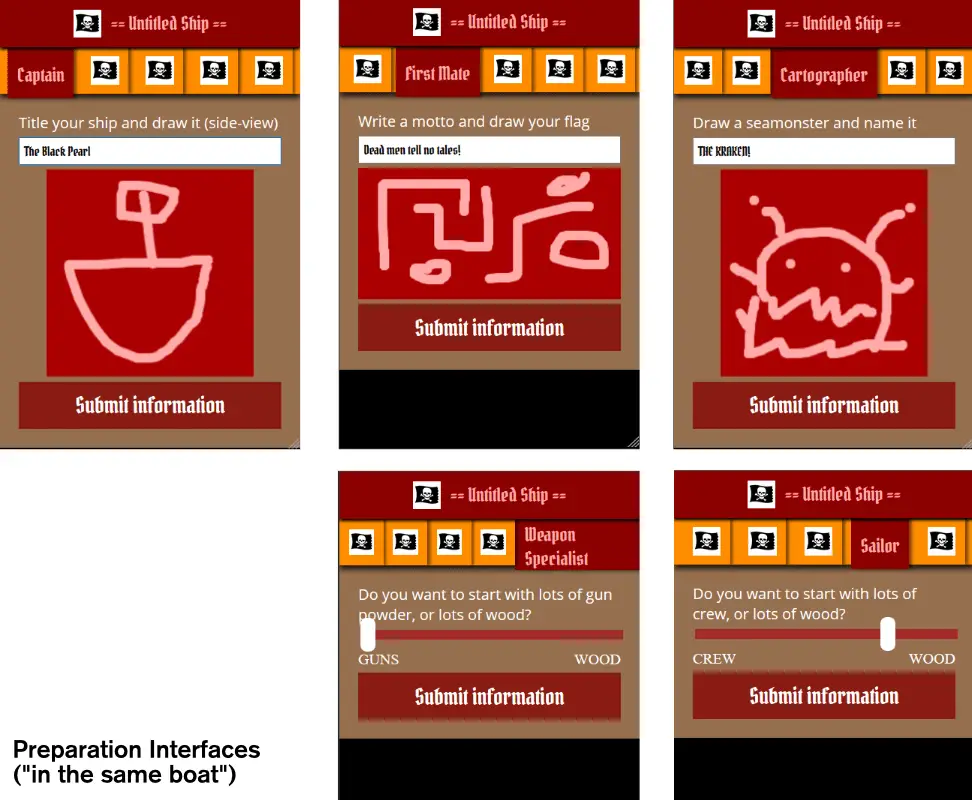 == Untitled Ship ==
Captain
Title your ship and draw it (side-view)
The Black Pearl
Submit information
== Untitled Ship ==
First Mate
Write a motto and draw your flag
Dead men tell no tales!
Submit information
== Untitled Ship ==
Cartographer
Draw a seamonster and name it
THE KRAKEN!
Submit information
== Untitled Ship ==
Weapon
Specialist
Do you want to start with lots of gun
powder, or lots of wood?
GUNS WOOD
Submit information
== Untitled Ship ==
Sailor
Do you want to start with lots of
crew, or lots of wood?
CREW WOOD
Submit information
Preparation Interfaces
("in the same boat")